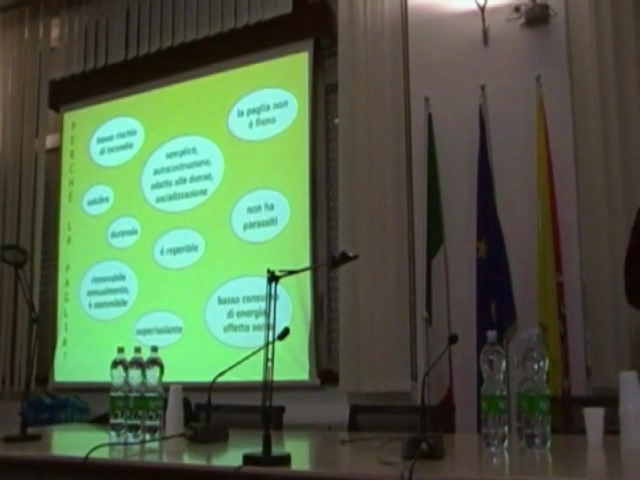 PERCHÉ LA PAGLIA?
la paglia non
è fieno
basso rischio
di incendio
semplice,
autocostruzione,
adatta alle donne,
socializzazione
salubre
non ha
parassiti
durevole
è reperibile
rinnovabile
annualmente,
è sostenibile
basso consumo
di energia
effetto serra
superisolante